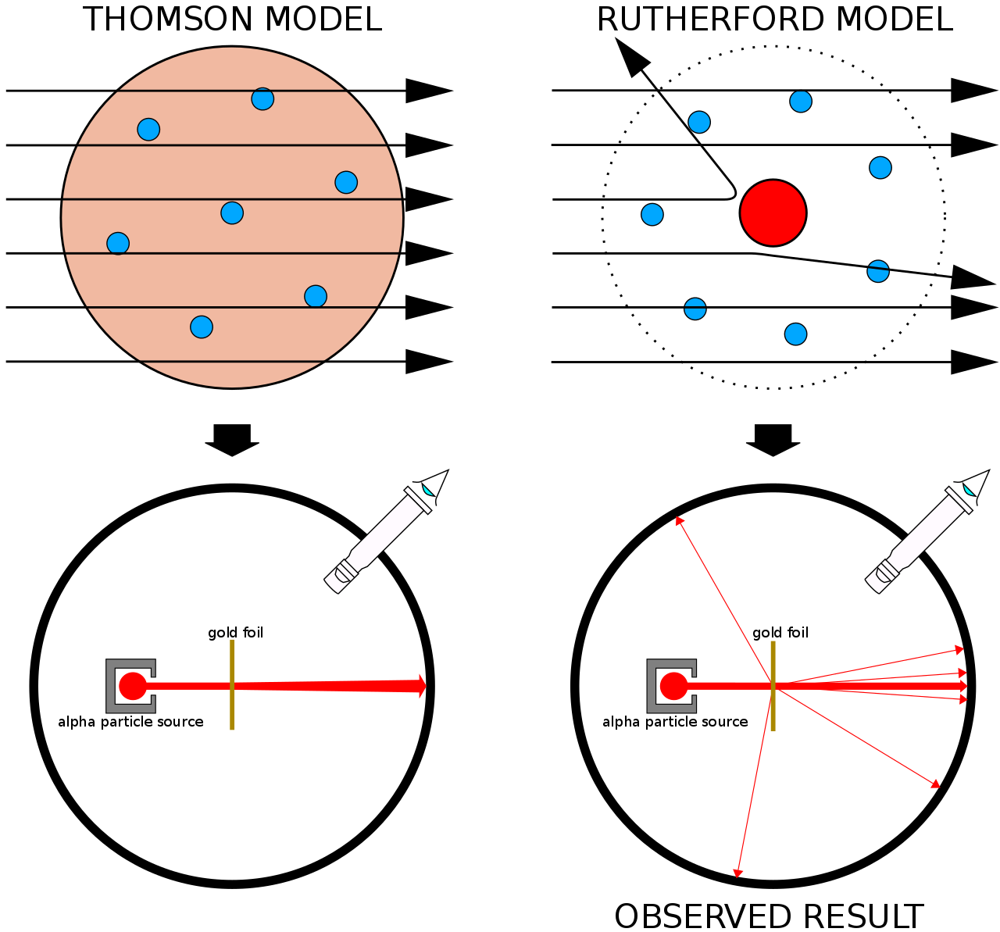 THOMSON MODEL
RUTHERFORD MODEL
gold foil
alpha particle source
gold foil
alpha particle source
OBSERVED RESULT